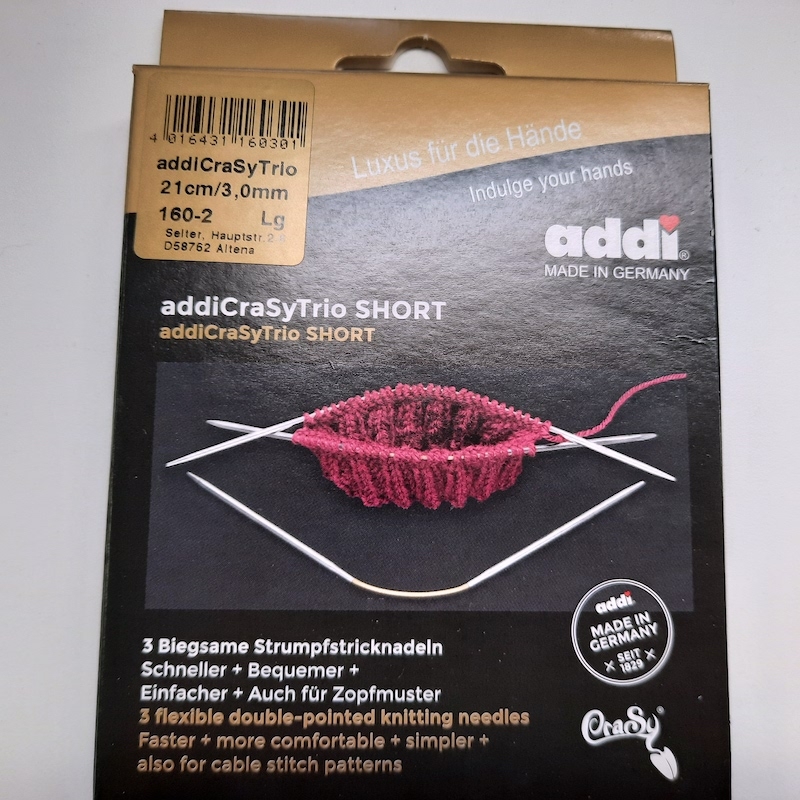 4 016431 160301
addiCraSyTrio
21cm/3,0mm
160-2 Lg
Selter, Hauptstr.
D58762 Altena
Luxus für die Hände
Indulge your hands
addi®
MADE IN GERMANY
addiCraSyTrio SHORT
addiCraSyTrio SHORT
addi
MADE IN
GERMANY
SEIT
1829
3 Biegsame Strumpfstricknadeln
Schneller + Bequemer +
Einfacher + Auch für Zopfmuster
3 flexible double-pointed knitting needles
Faster + more comfortable + simpler +
also for cable stitch patterns
CraSy®